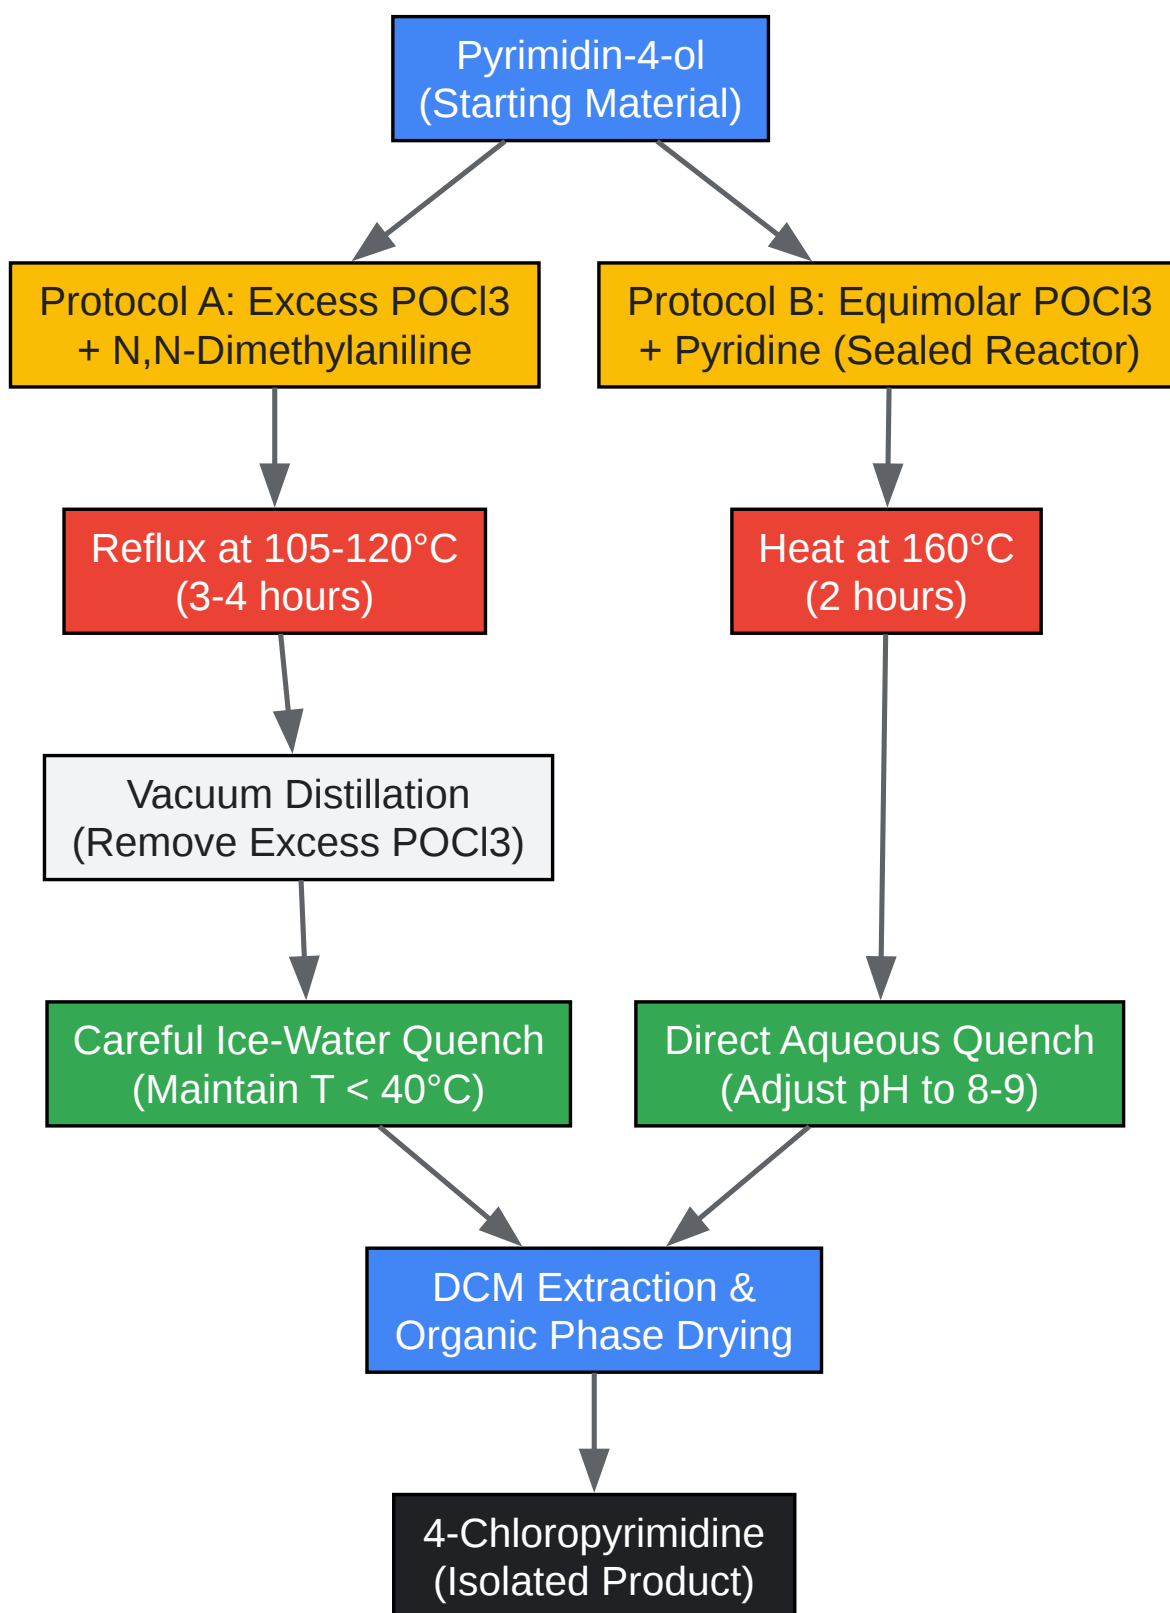 Pyrimidin-4-ol
(Starting Material)
Protocol A: Excess POCl3
+ N,N-Dimethylaniline
Protocol B: Equimolar POCl3
+ Pyridine (Sealed Reactor)
Reflux at 105-120°C
(3-4 hours)
Heat at 160°C
(2 hours)
Vacuum Distillation
(Remove Excess POCl3)
Careful Ice-Water Quench
(Maintain T < 40°C)
Direct Aqueous Quench
(Adjust pH to 8-9)
DCM Extraction &
Organic Phase Drying
4-Chloropyrimidine
(Isolated Product)